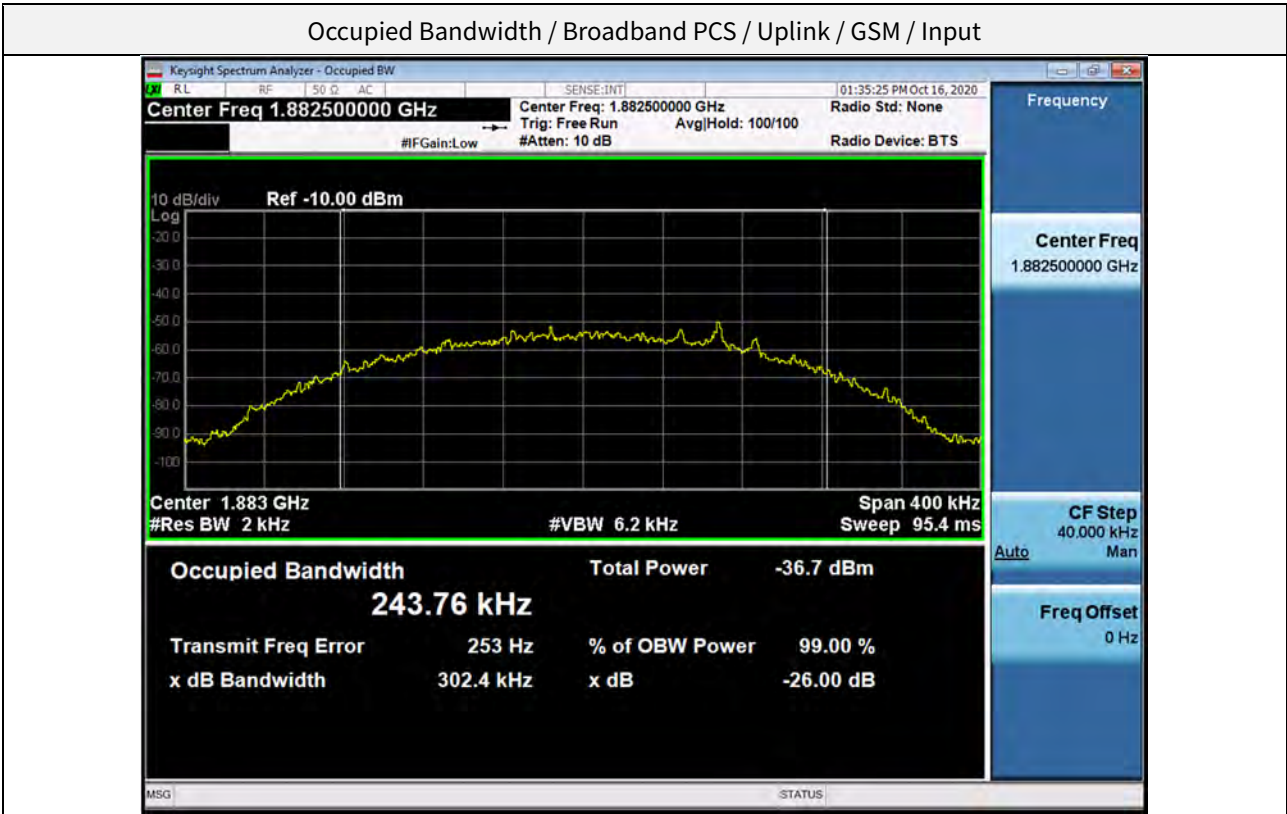 Occupied Bandwidth / Broadband PCS / Uplink / GSM / Input
Keysight Spectrum Analyzer - Occupied BW
LXI RL RF 50 Ω AC SENSE:INT 01:35:25 PM Oct 16, 2020
Center Freq 1.882500000 GHz
Center Freq: 1.882500000 GHz Radio Std: None
Trig: Free Run Avg|Hold: 100/100
#IFGain:Low #Atten: 10 dB Radio Device: BTS
Frequency
10 dB/div Ref -10.00 dBm
Log
-20.0
-30.0
-40.0
-50.0
-60.0
-70.0
-80.0
-90.0
-100
Center 1.883 GHz Span 400 kHz
#Res BW 2 kHz #VBW 6.2 kHz Sweep 95.4 ms
Center Freq
1.882500000 GHz
CF Step
40.000 kHz
Auto Man
Freq Offset
0 Hz
Occupied Bandwidth Total Power -36.7 dBm
243.76 kHz
Transmit Freq Error 253 Hz % of OBW Power 99.00 %
x dB Bandwidth 302.4 kHz x dB -26.00 dB
MSG STATUS